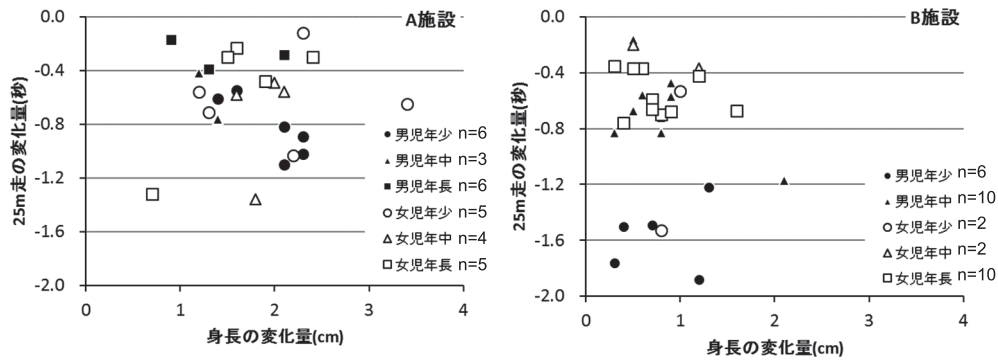 A施設
0.0
-0.4
-0.8
-1.2
-1.6
-2.0
25m走の変化量(秒)
0
1
2
3
4
身長の変化量(cm)
男児年少 n=6
男児年中 n=3
男児年長 n=6
女児年少 n=5
女児年中 n=4
女児年長 n=5
B施設
0.0
-0.4
-0.8
-1.2
-1.6
-2.0
25m走の変化量(秒)
0
1
2
3
4
身長の変化量(cm)
男児年少 n=6
男児年中 n=10
女児年少 n=2
女児年中 n=2
女児年長 n=10